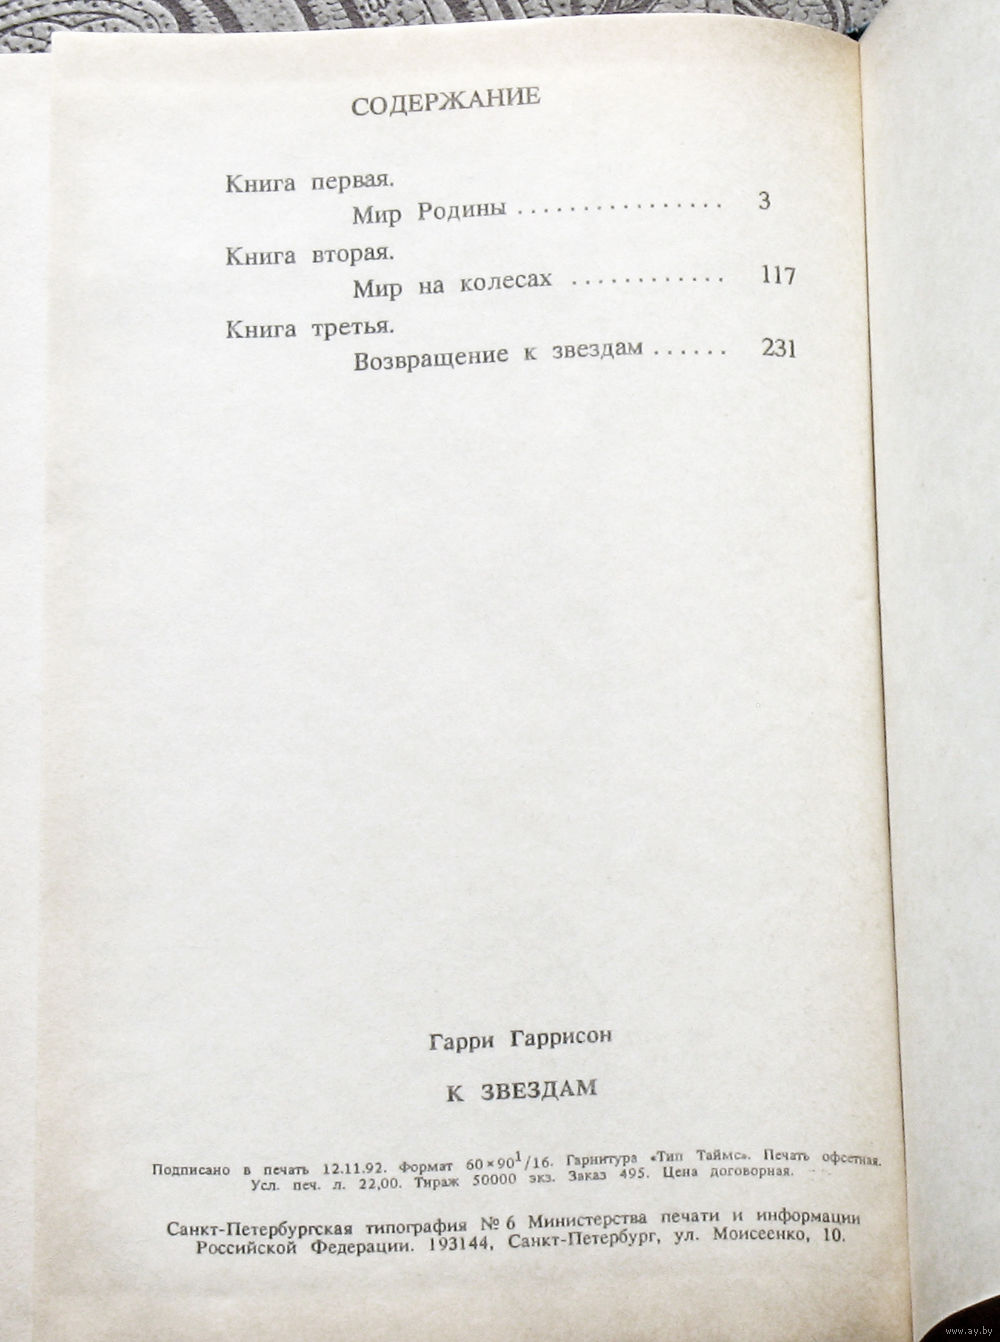 СОДЕРЖАНИЕ
Книга первая.
Мир Родины ................ 3
Книга вторая.
Мир на колесах ............ 117
Книга третья.
Возвращение к звездам ...... 231
Гарри Гаррисон
К ЗВЕЗДАМ
Подписано в печать 12.11.92. Формат 60×90¹/16. Гарнитура «Тип Таймс». Печать офсетная.
Усл. печ. л. 22,00. Тираж 50000 экз. Заказ 495. Цена договорная.
Санкт-Петербургская типография № 6 Министерства печати и информации
Российской Федерации. 193144, Санкт-Петербург, ул. Моисеенко, 10.
www.ay.by